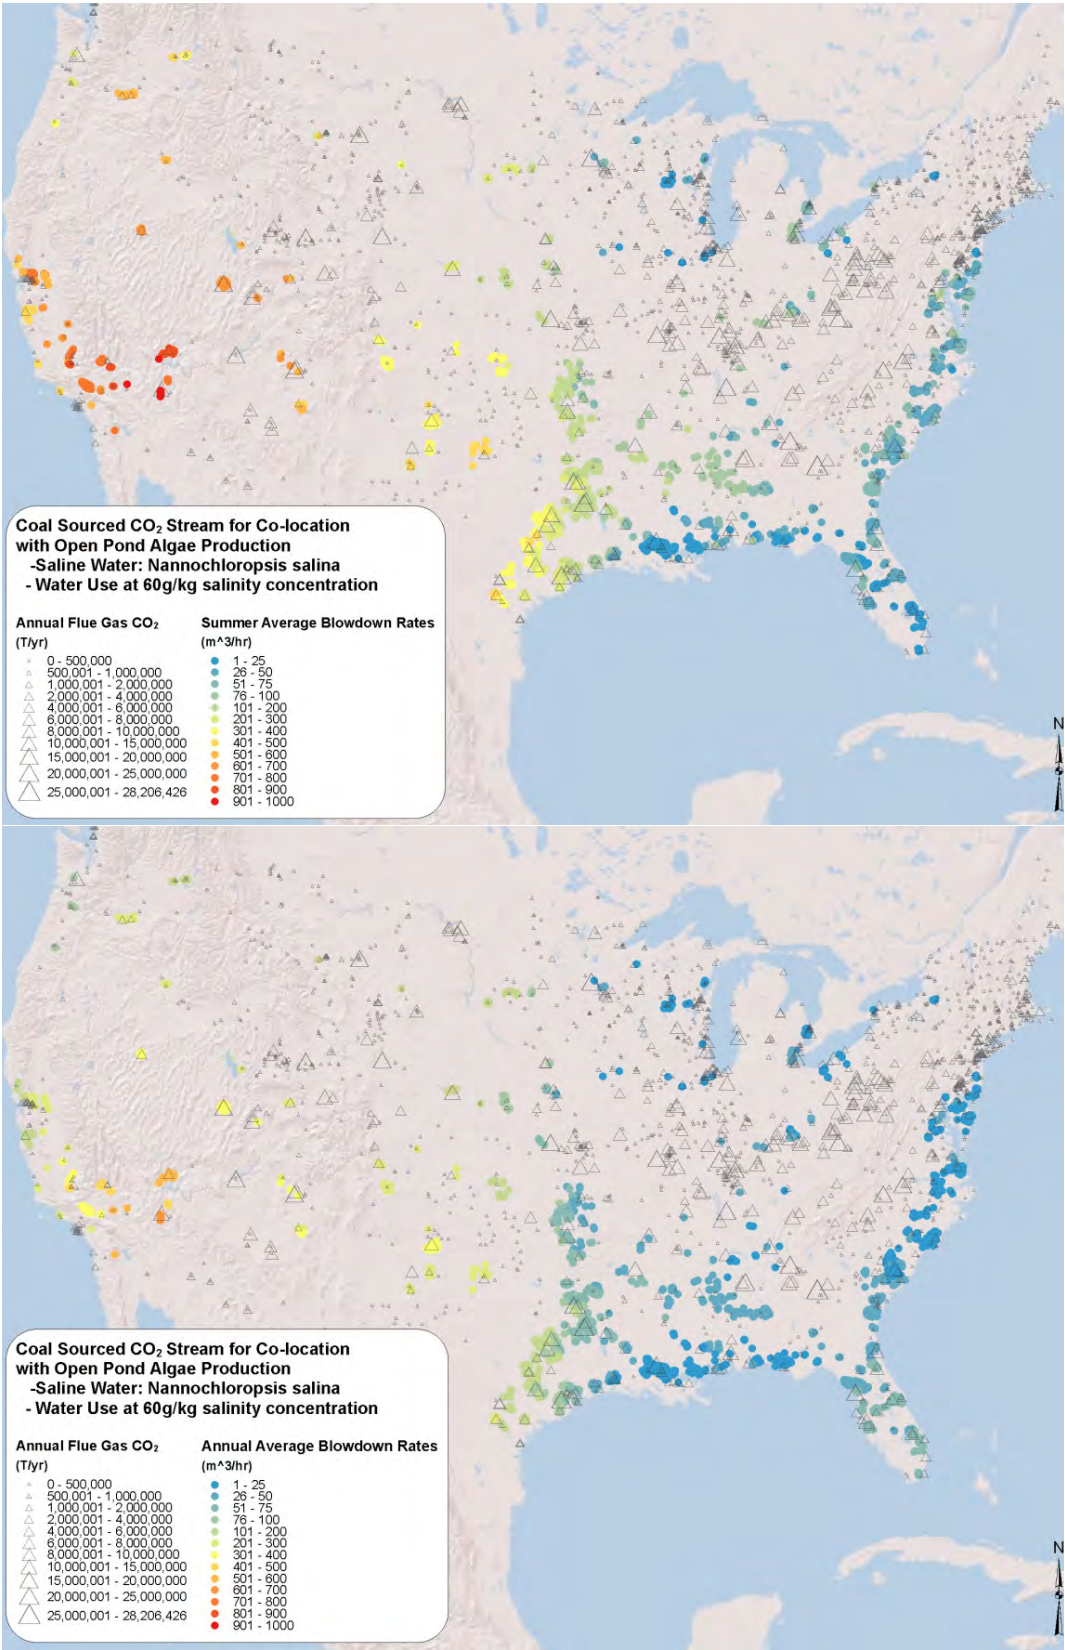 Coal Sourced CO₂ Stream for Co-location
with Open Pond Algae Production
-Saline Water: Nannochloropsis salina
- Water Use at 60g/kg salinity concentration
Annual Flue Gas CO₂
(T/yr)
0 - 500,000
500,001 - 1,000,000
1,000,001 - 2,000,000
2,000,001 - 4,000,000
4,000,001 - 6,000,000
6,000,001 - 8,000,000
8,000,001 - 10,000,000
10,000,001 - 15,000,000
15,000,001 - 20,000,000
20,000,001 - 25,000,000
25,000,001 - 28,206,426
Summer Average Blowdown Rates
(m^3/hr)
1 - 25
26 - 50
51 - 75
76 - 100
101 - 200
201 - 300
301 - 400
401 - 500
501 - 600
601 - 700
701 - 800
801 - 900
901 - 1000
N
Coal Sourced CO₂ Stream for Co-location
with Open Pond Algae Production
-Saline Water: Nannochloropsis salina
- Water Use at 60g/kg salinity concentration
Annual Flue Gas CO₂
(T/yr)
0 - 500,000
500,001 - 1,000,000
1,000,001 - 2,000,000
2,000,001 - 4,000,000
4,000,001 - 6,000,000
6,000,001 - 8,000,000
8,000,001 - 10,000,000
10,000,001 - 15,000,000
15,000,001 - 20,000,000
20,000,001 - 25,000,000
25,000,001 - 28,206,426
Annual Average Blowdown Rates
(m^3/hr)
1 - 25
26 - 50
51 - 75
76 - 100
101 - 200
201 - 300
301 - 400
401 - 500
501 - 600
601 - 700
701 - 800
801 - 900
901 - 1000
N